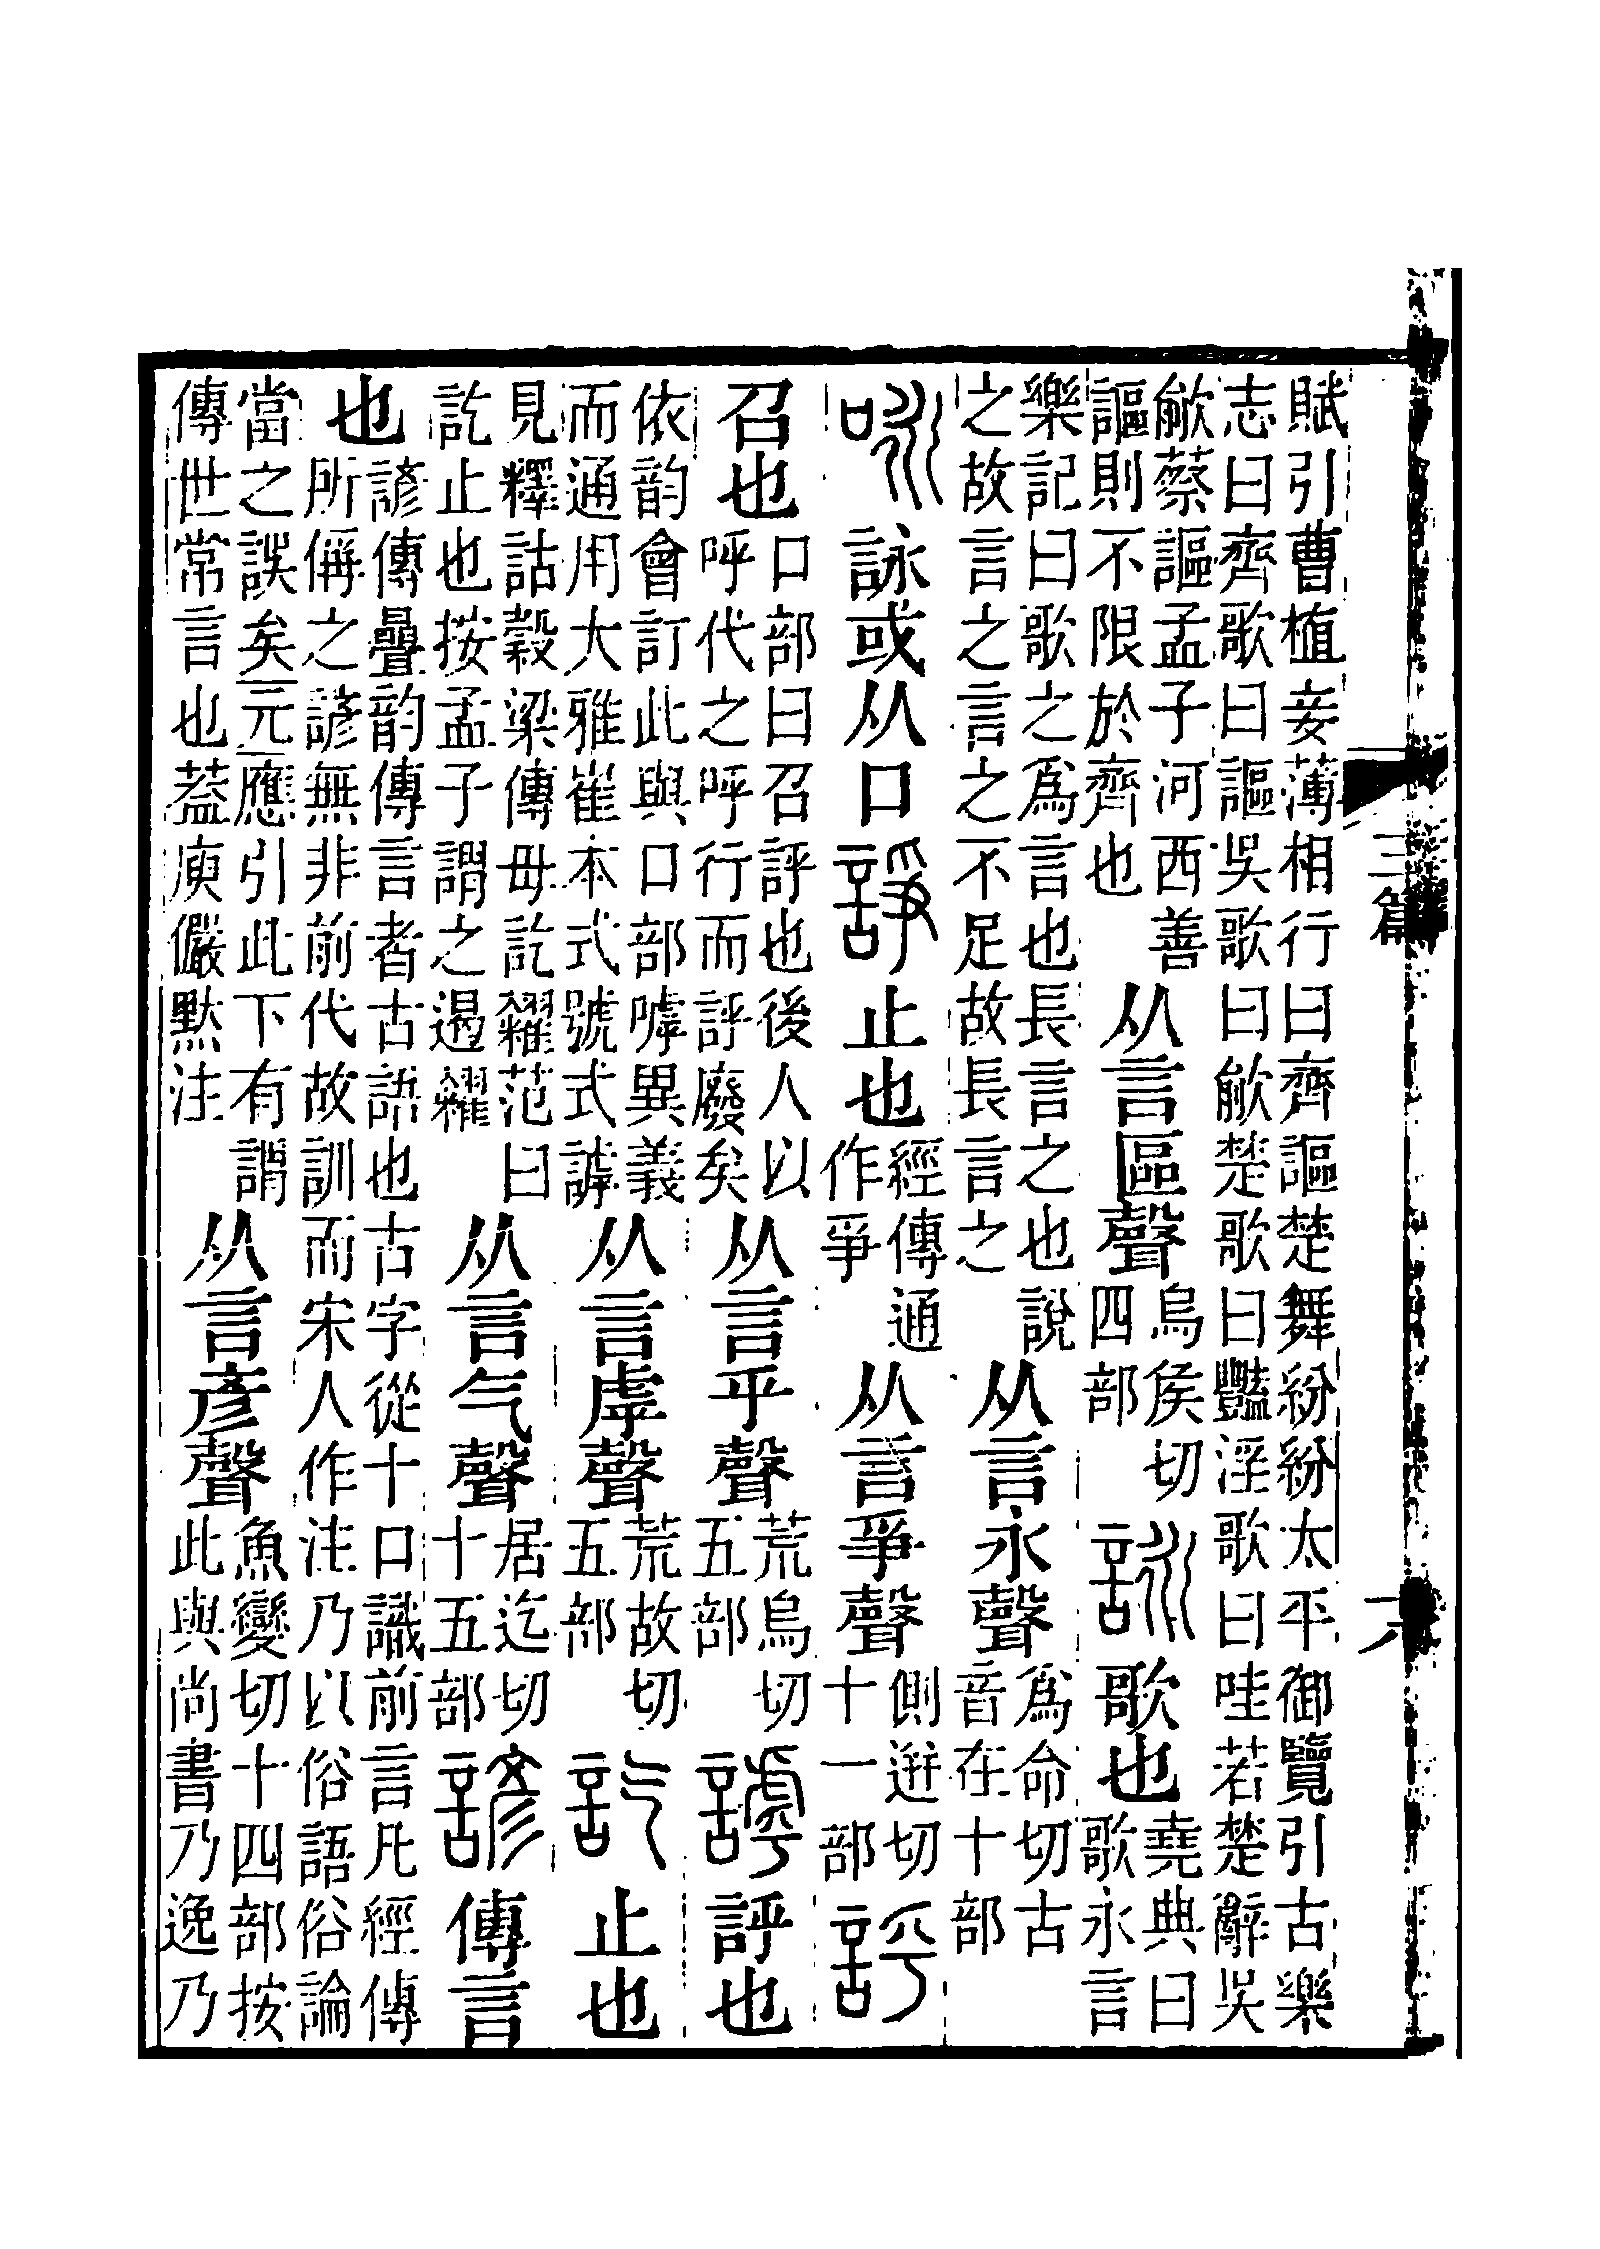 賦引曹植妾薄相行曰齊謳楚舞紛紛太平御覽引古樂
志曰齊歌曰謳吳歌曰歈楚歌曰豔淫歌曰哇若楚辭吳
歈蔡謳孟子河西善
謳則不限於齊也
从言區聲
烏侯切
四部
詠歌也
堯典曰
歌永言
樂記曰歌之爲言也長言之也說
之故言之言之不足故長言之
从言永聲
爲命切古
音在十部
咏詠或从口諍止也
經傳通
作爭
从言爭聲
側迸切
十一部
𧦝
召也
口部曰召𧦝也後人以
呼代之呼行而𧦝廢矣
从言乎聲
荒烏切
五部
謼𧦝也
依韵會訂此與口部嘑異義
而通用大雅崔本式號式謼
从言虖聲
荒故切
五部
訖止也
見釋詁穀梁傳毋訖糴范曰
訖止也按孟子謂之遏糴
从言气聲
居迄切
十五部
諺傳言
也
諺傳曡韵傳言者古語也古字從十口識前言凡經傳
所偁之諺無非前代故訓而宋人作注乃以俗語俗論
當之誤矣元應引此下有謂
傳世常言也葢庾儼默注
从言彥聲
魚變切十四部按
此與尚書乃逸乃
三篇
六